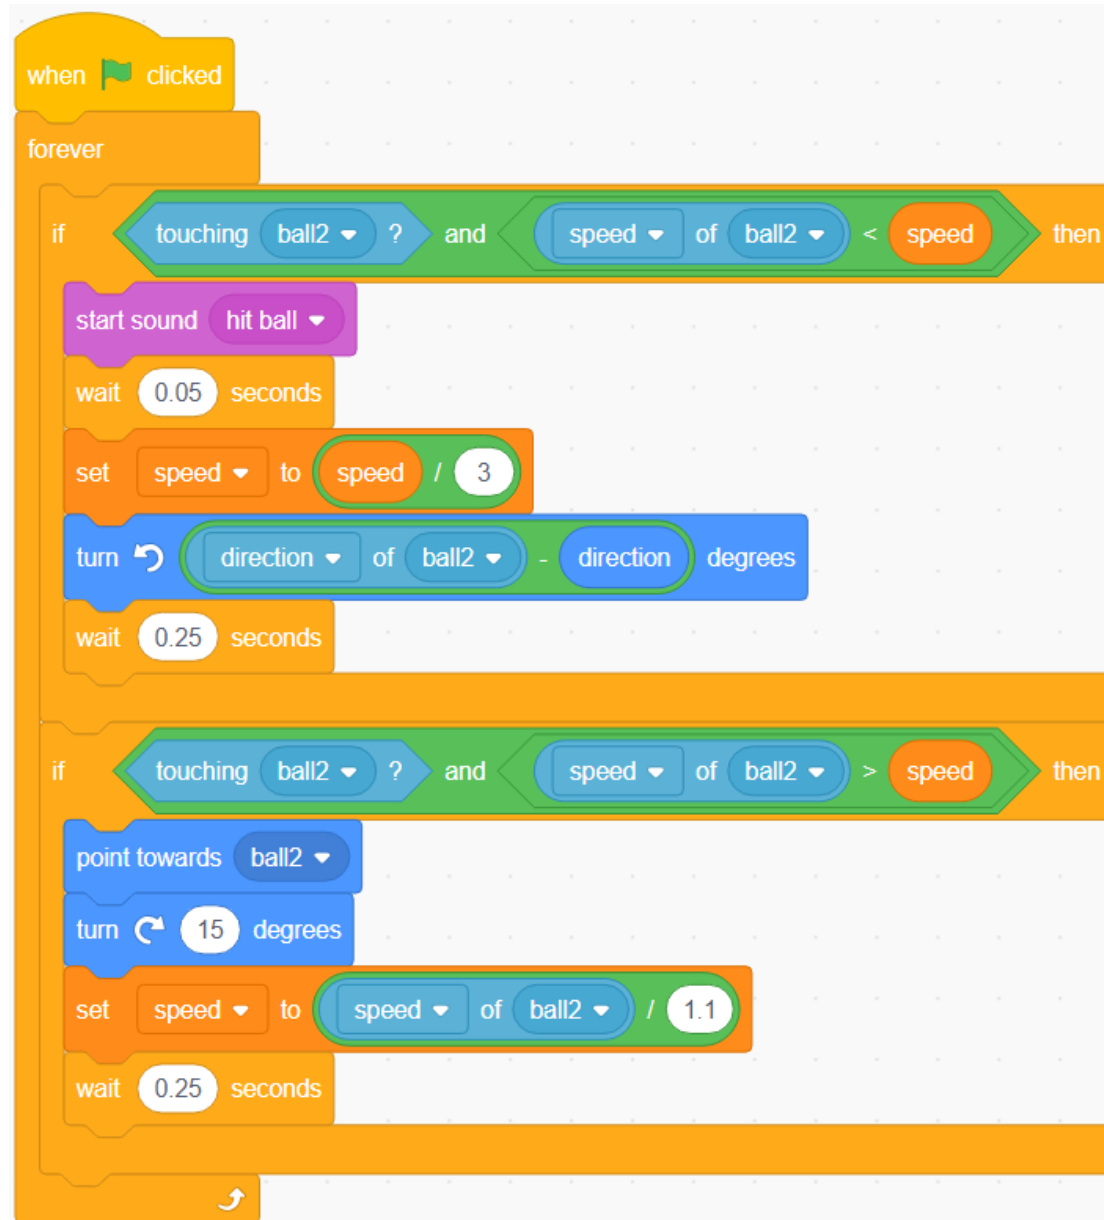 when clicked
forever
if touching ball2 ? and speed of ball2 < speed then
start sound hit ball
wait 0.05 seconds
set speed to speed / 3
turn direction of ball2 - direction degrees
wait 0.25 seconds
if touching ball2 ? and speed of ball2 > speed then
point towards ball2
turn 15 degrees
set speed to speed of ball2 / 1.1
wait 0.25 seconds